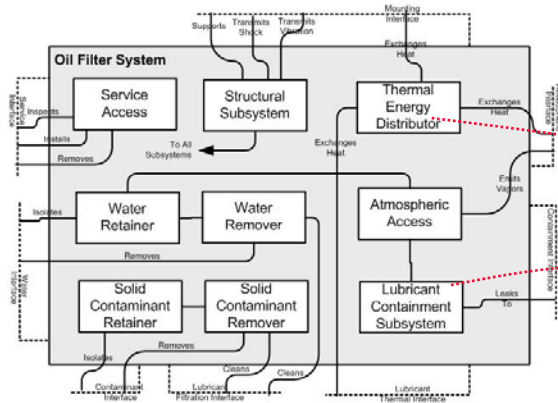 Supports
Transmits
Shock
Transmits
Vibration
Mounting
Interface
Exchanges
Heat
Oil Filter System
Service
Interface
Inspects
Installs
Removes
Service
Access
Structural
Subsystem
To All
Subsystems
Exchanges
Heat
Thermal
Energy
Distributor
Exchanges
Heat
Interface
Emits
Vapors
Isolates
Water
Retainer
Water
Remover
Atmospheric
Access
Removes
Water
Interface
Containment Interface
Solid
Contaminant
Retainer
Solid
Contaminant
Remover
Lubricant
Containment
Subsystem
Leaks
To
Isolates
Removes
Cleans
Cleans
Contaminant
Interface
Lubricant
Filtration Interface
Lubricant
Thermal Interface